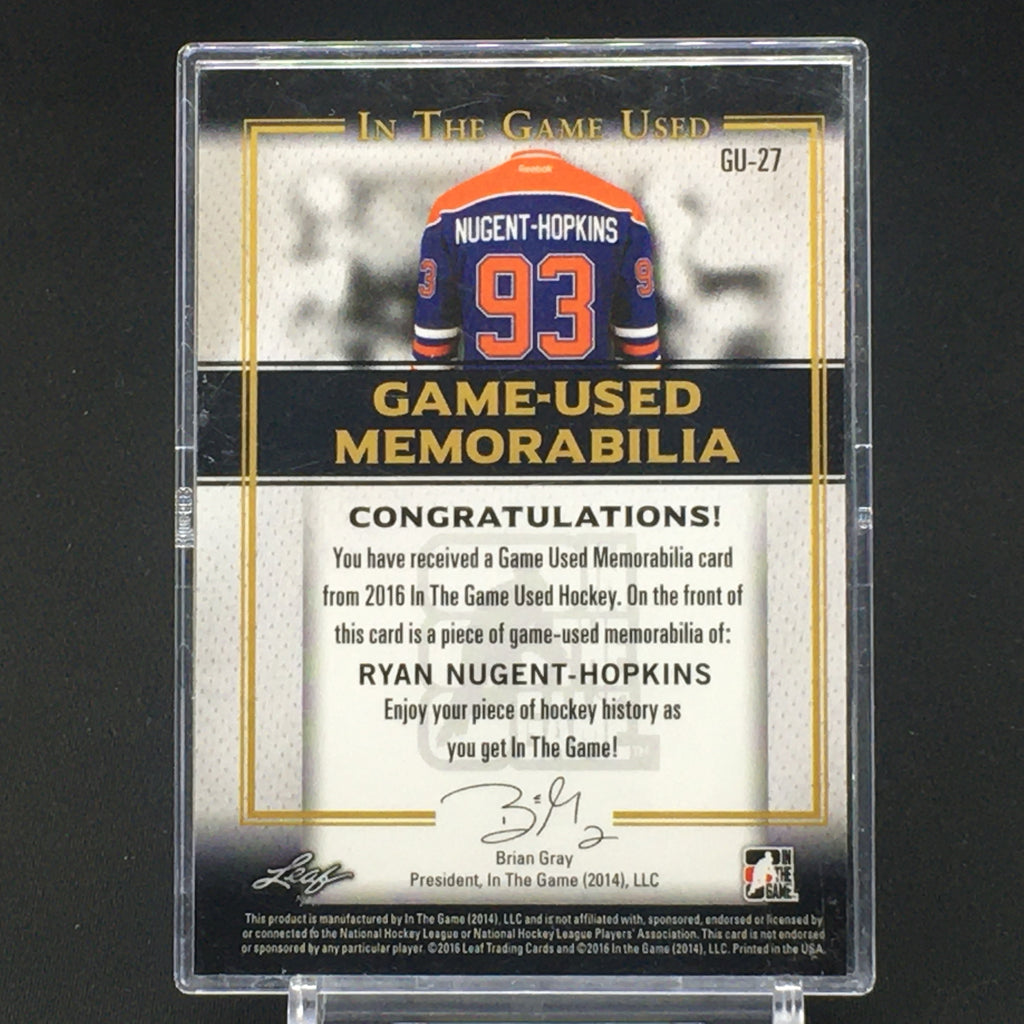 IN THE GAME USED
GU-27
Reebok
NUGENT-HOPKINS
3 93 9
GAME-USED
MEMORABILIA
CONGRATULATIONS!
You have received a Game Used Memorabilia card
from 2016 In The Game Used Hockey. On the front of
this card is a piece of game-used memorabilia of:
RYAN NUGENT-HOPKINS
Enjoy your piece of hockey history as
you get In The Game!
Brian Gray
President, In The Game (2014), LLC
Leaf
IN
THE
GAME
This product is manufactured by In The Game (2014), LLC and is not affiliated with, sponsored, endorsed or licensed by
or connected to the National Hockey League or National Hockey League Players' Association. This card is not endorsed
or sponsored by any particular player. ©2016 Leaf Trading Cards and ©2016 In the Game (2014), LLC. Printed in the USA.